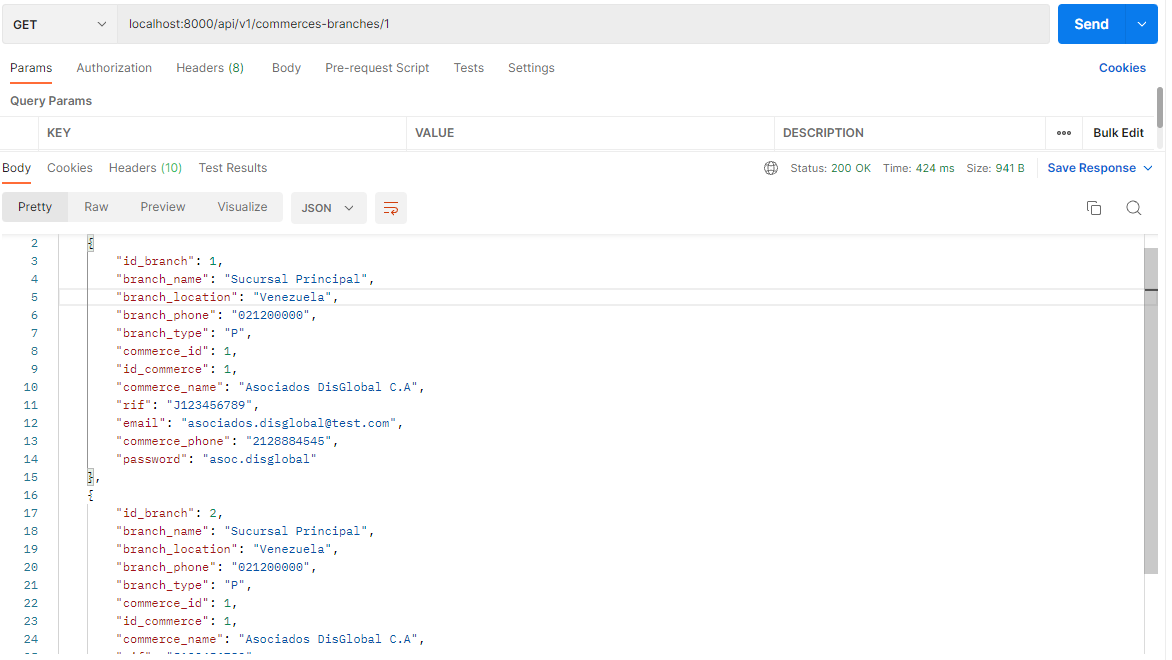 GET localhost:8000/api/v1/commerces-branches/1 Send
Params Authorization Headers (8) Body Pre-request Script Tests Settings Cookies
Query Params
KEY VALUE DESCRIPTION ooo Bulk Edit
Body Cookies Headers (10) Test Results Status: 200 OK Time: 424 ms Size: 941 B Save Response
Pretty Raw Preview Visualize JSON
2 {
3 "id_branch": 1,
4 "branch_name": "Sucursal Principal",
5 "branch_location": "Venezuela",
6 "branch_phone": "021200000",
7 "branch_type": "P",
8 "commerce_id": 1,
9 "id_commerce": 1,
10 "commerce_name": "Asociados DisGlobal C.A",
11 "rif": "J123456789",
12 "email": "asociados.disglobal@test.com",
13 "commerce_phone": "2128884545",
14 "password": "asoc.disglobal"
15 },
16 {
17 "id_branch": 2,
18 "branch_name": "Sucursal Principal",
19 "branch_location": "Venezuela",
20 "branch_phone": "021200000",
21 "branch_type": "P",
22 "commerce_id": 1,
23 "id_commerce": 1,
24 "commerce_name": "Asociados DisGlobal C.A",